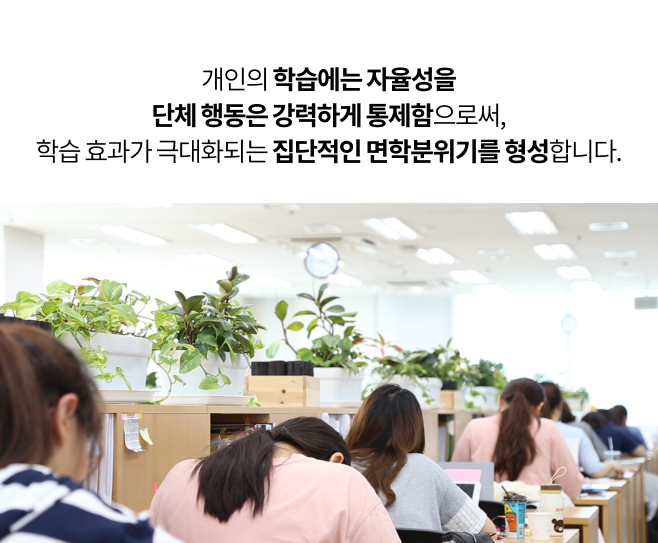 개인의 학습에는 자율성을
단체 행동은 강력하게 통제함으로써,
학습 효과가 극대화되는 집단적인 면학분위기를 형성합니다.